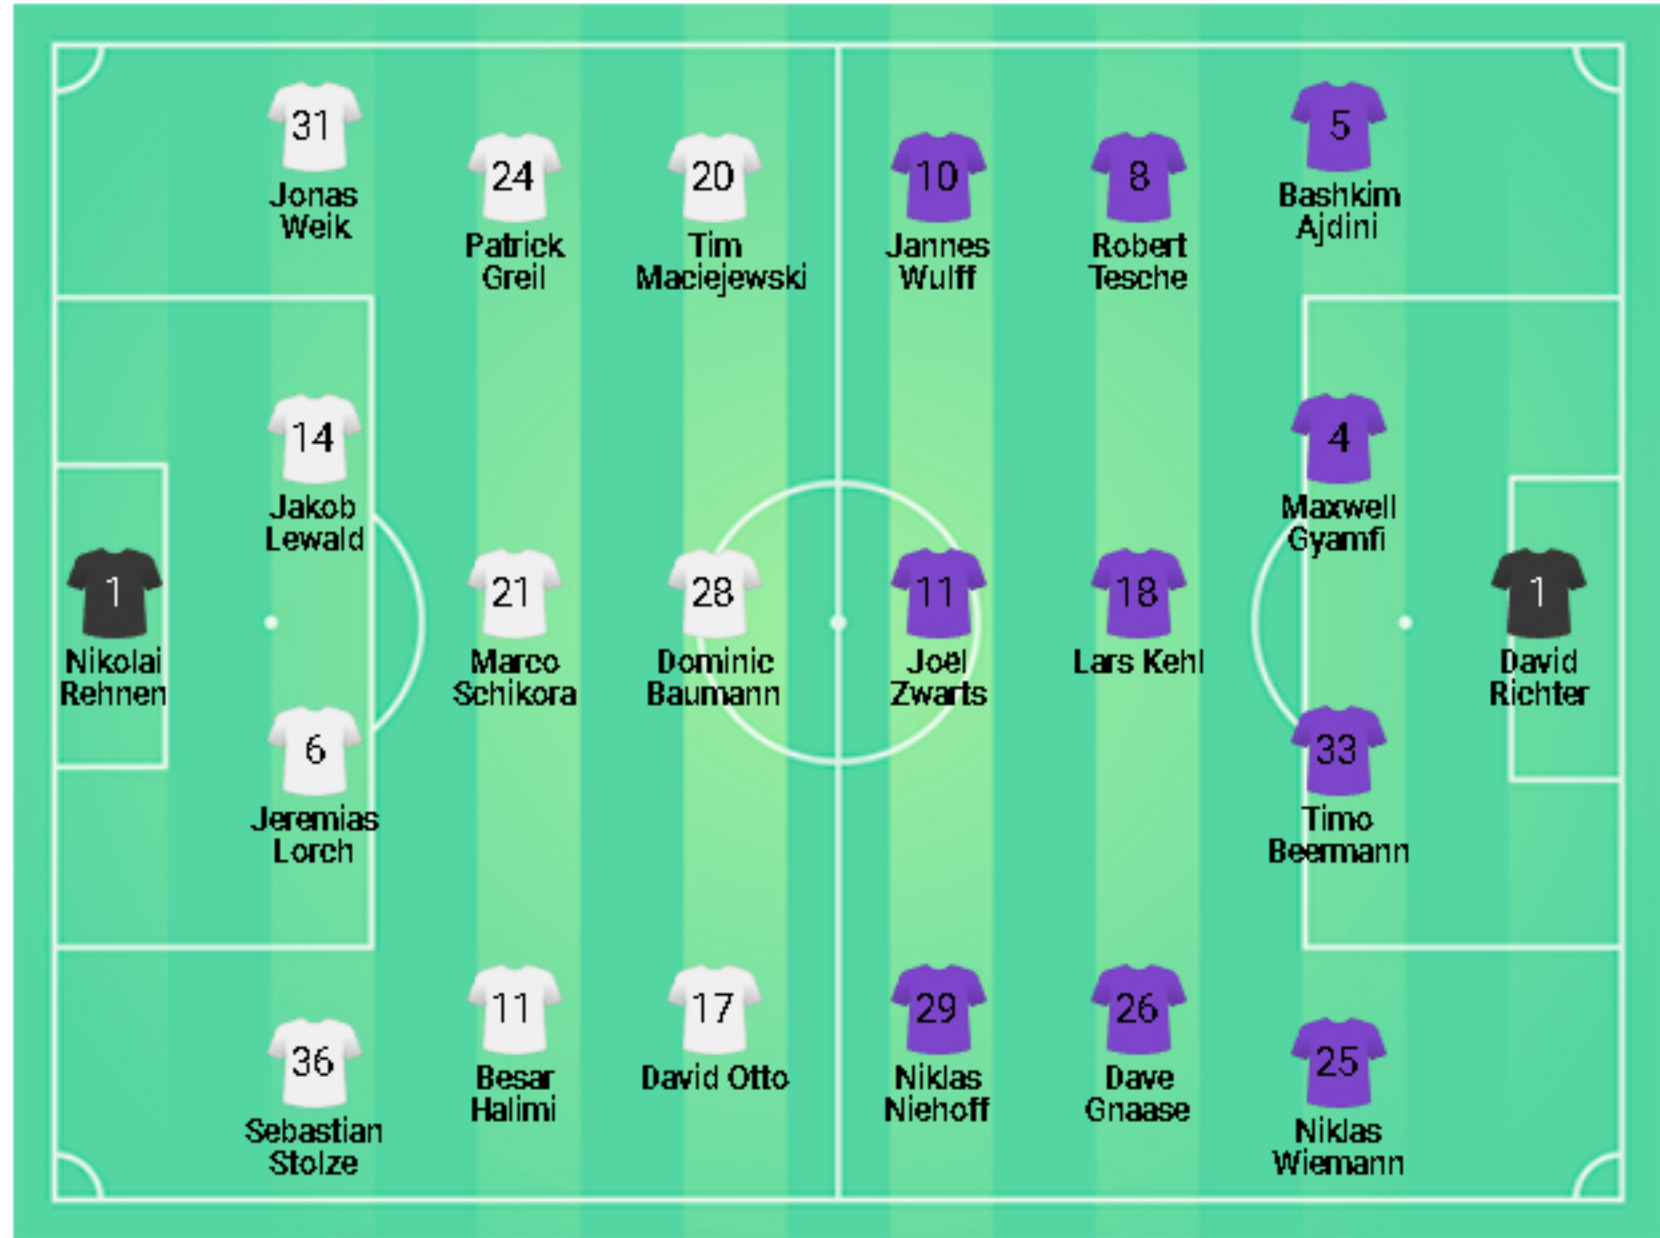 31
Jonas
Weik
24
Patrick
Greil
20
Tim
Maciejewski
10
Jannes
Wulff
8
Robert
Tesche
5
Bashkim
Ajdini
14
Jakob
Lewald
4
Maxwell
Gyamfi
1
Nikolai
Rehnen
21
Marco
Schikora
28
Dominic
Baumann
11
Joël
Zwarts
18
Lars Kehl
1
David
Richter
6
Jeremias
Lorch
33
Timo
Beermann
36
Sebastian
Stolze
11
Besar
Halimi
17
David Otto
29
Niklas
Niehoff
26
Dave
Gnaase
25
Niklas
Wiemann